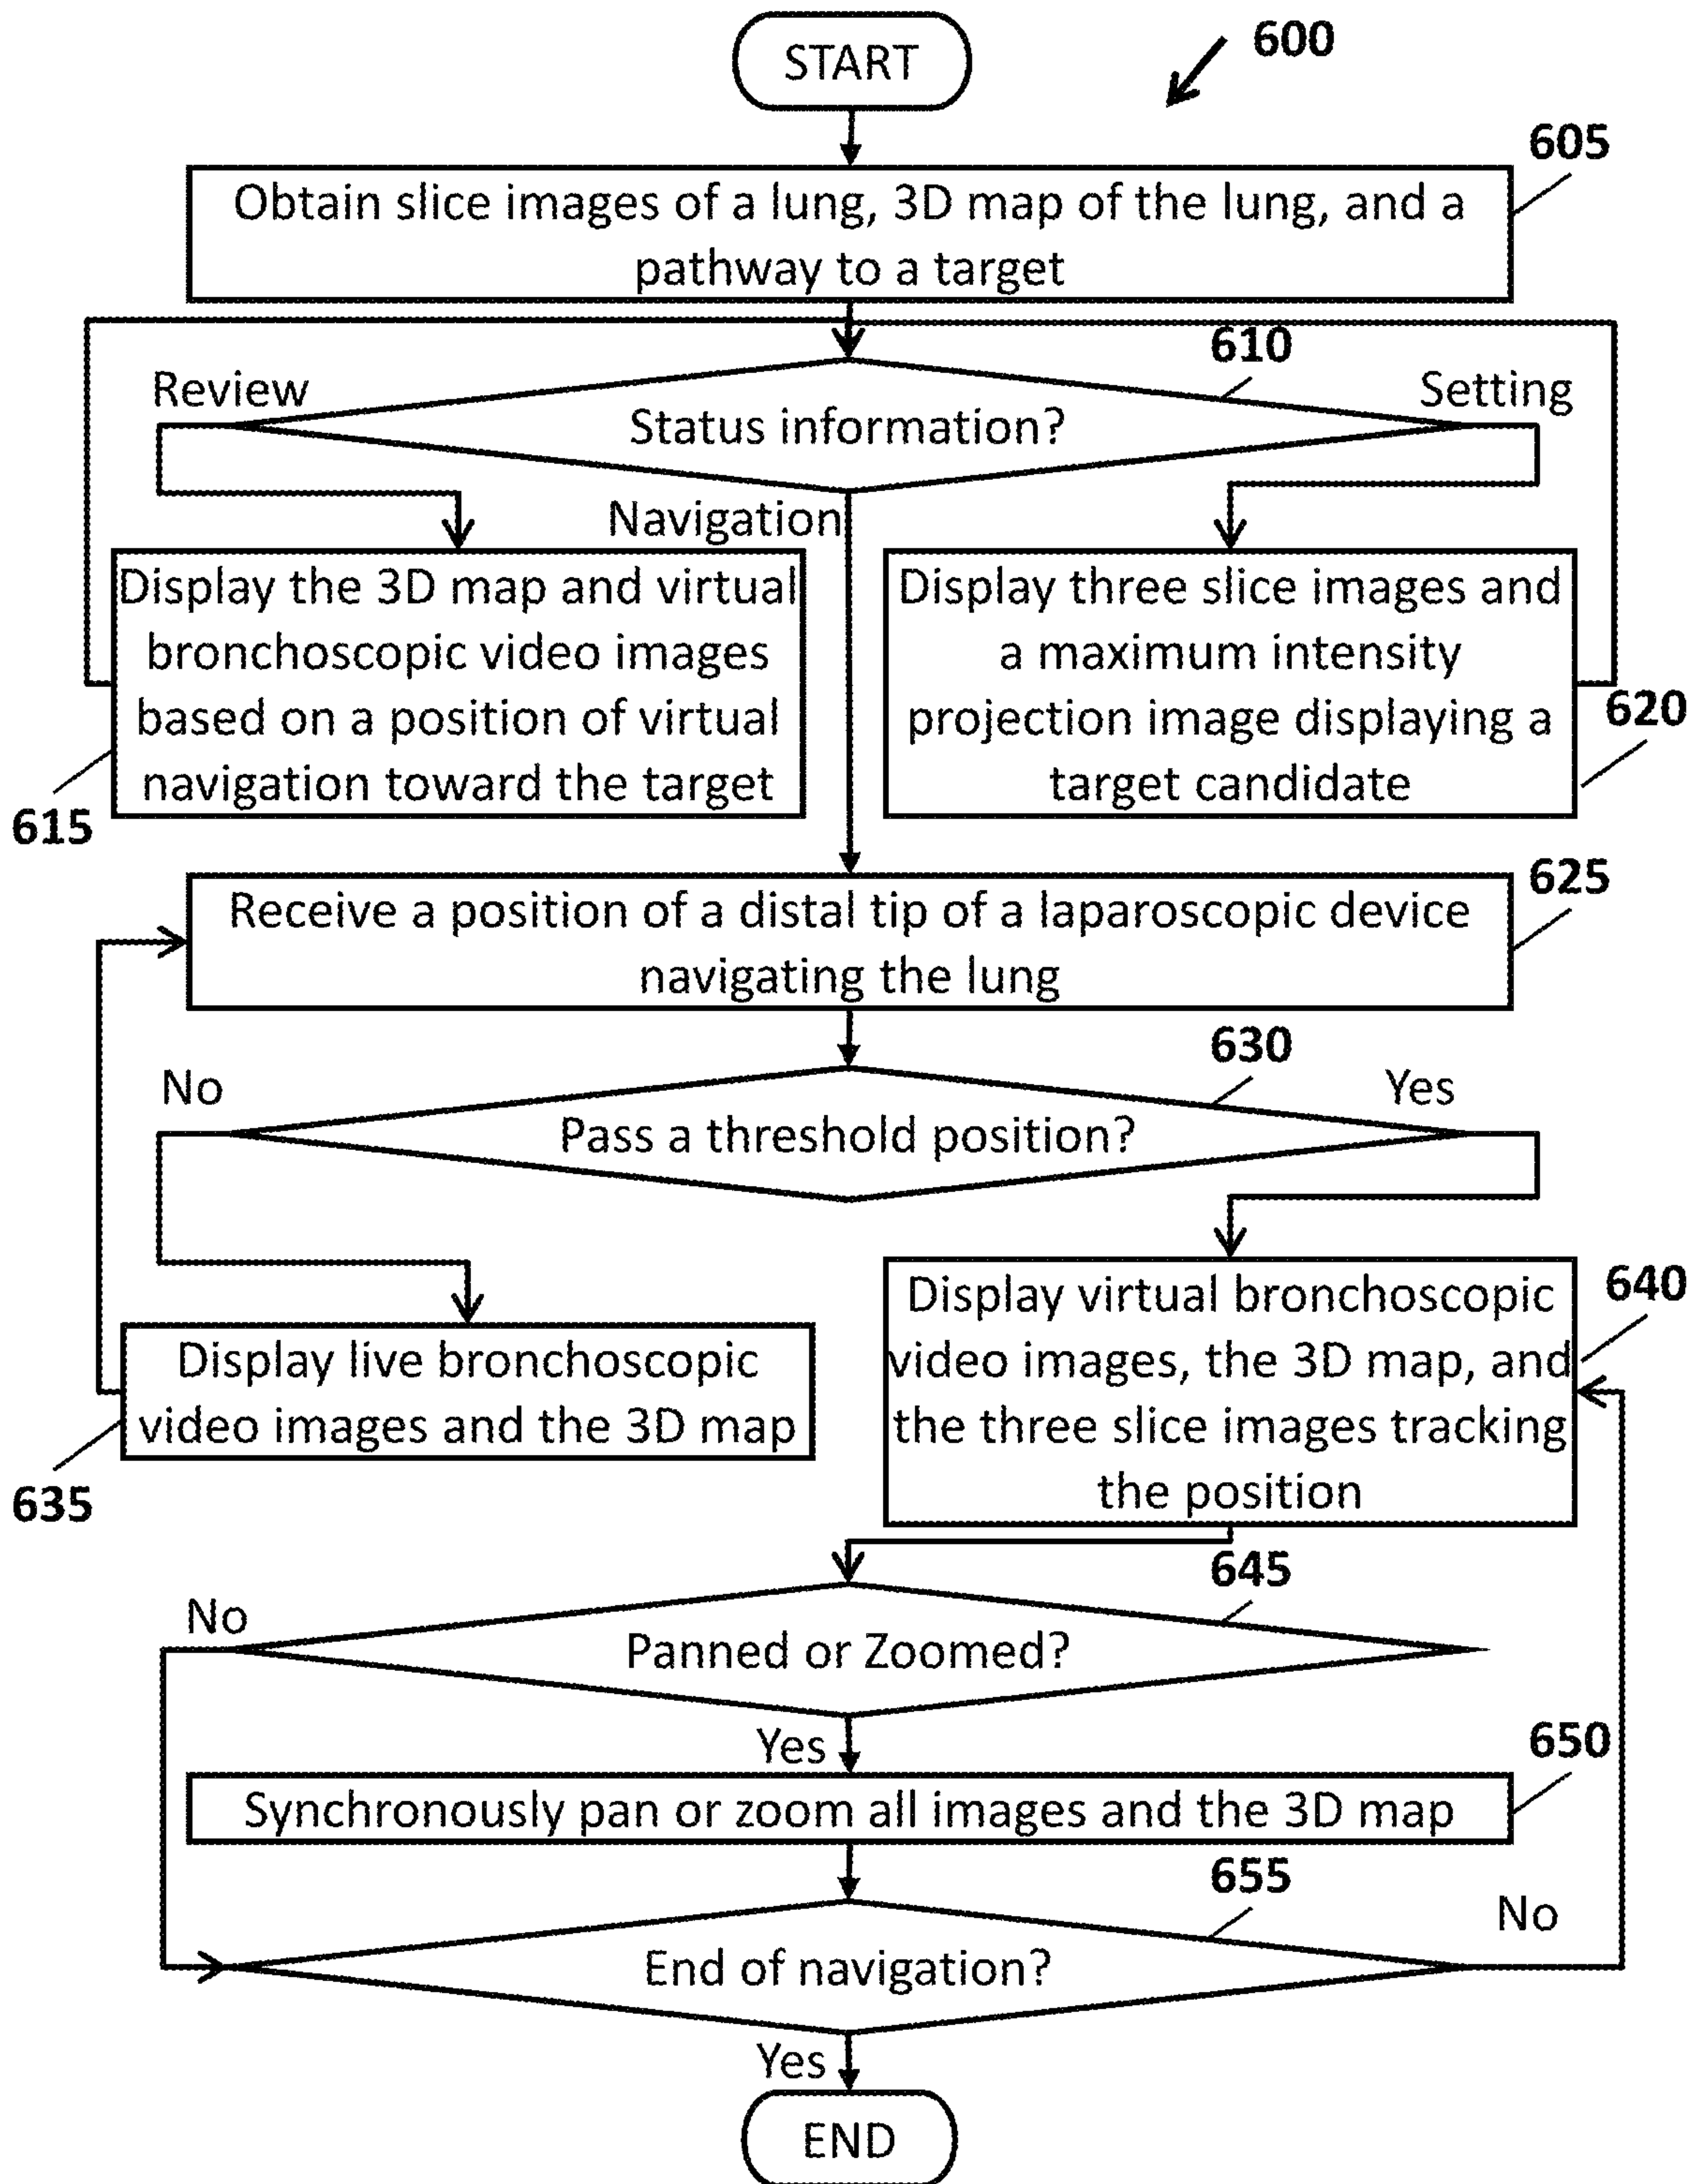 START
600
605
Obtain slice images of a lung, 3D map of the lung, and a
pathway to a target
610
Review
Setting
Status information?
Navigation
Display the 3D map and virtual
bronchoscopic video images
based on a position of virtual
navigation toward the target
615
Display three slice images and
a maximum intensity
projection image displaying a
target candidate
620
625
Receive a position of a distal tip of a laparoscopic device
navigating the lung
630
No
Yes
Pass a threshold position?
Display live bronchoscopic
video images and the 3D map
635
Display virtual bronchoscopic
video images, the 3D map, and
the three slice images tracking
the position
640
645
No
Panned or Zoomed?
Yes
650
Synchronously pan or zoom all images and the 3D map
655
No
End of navigation?
Yes
END